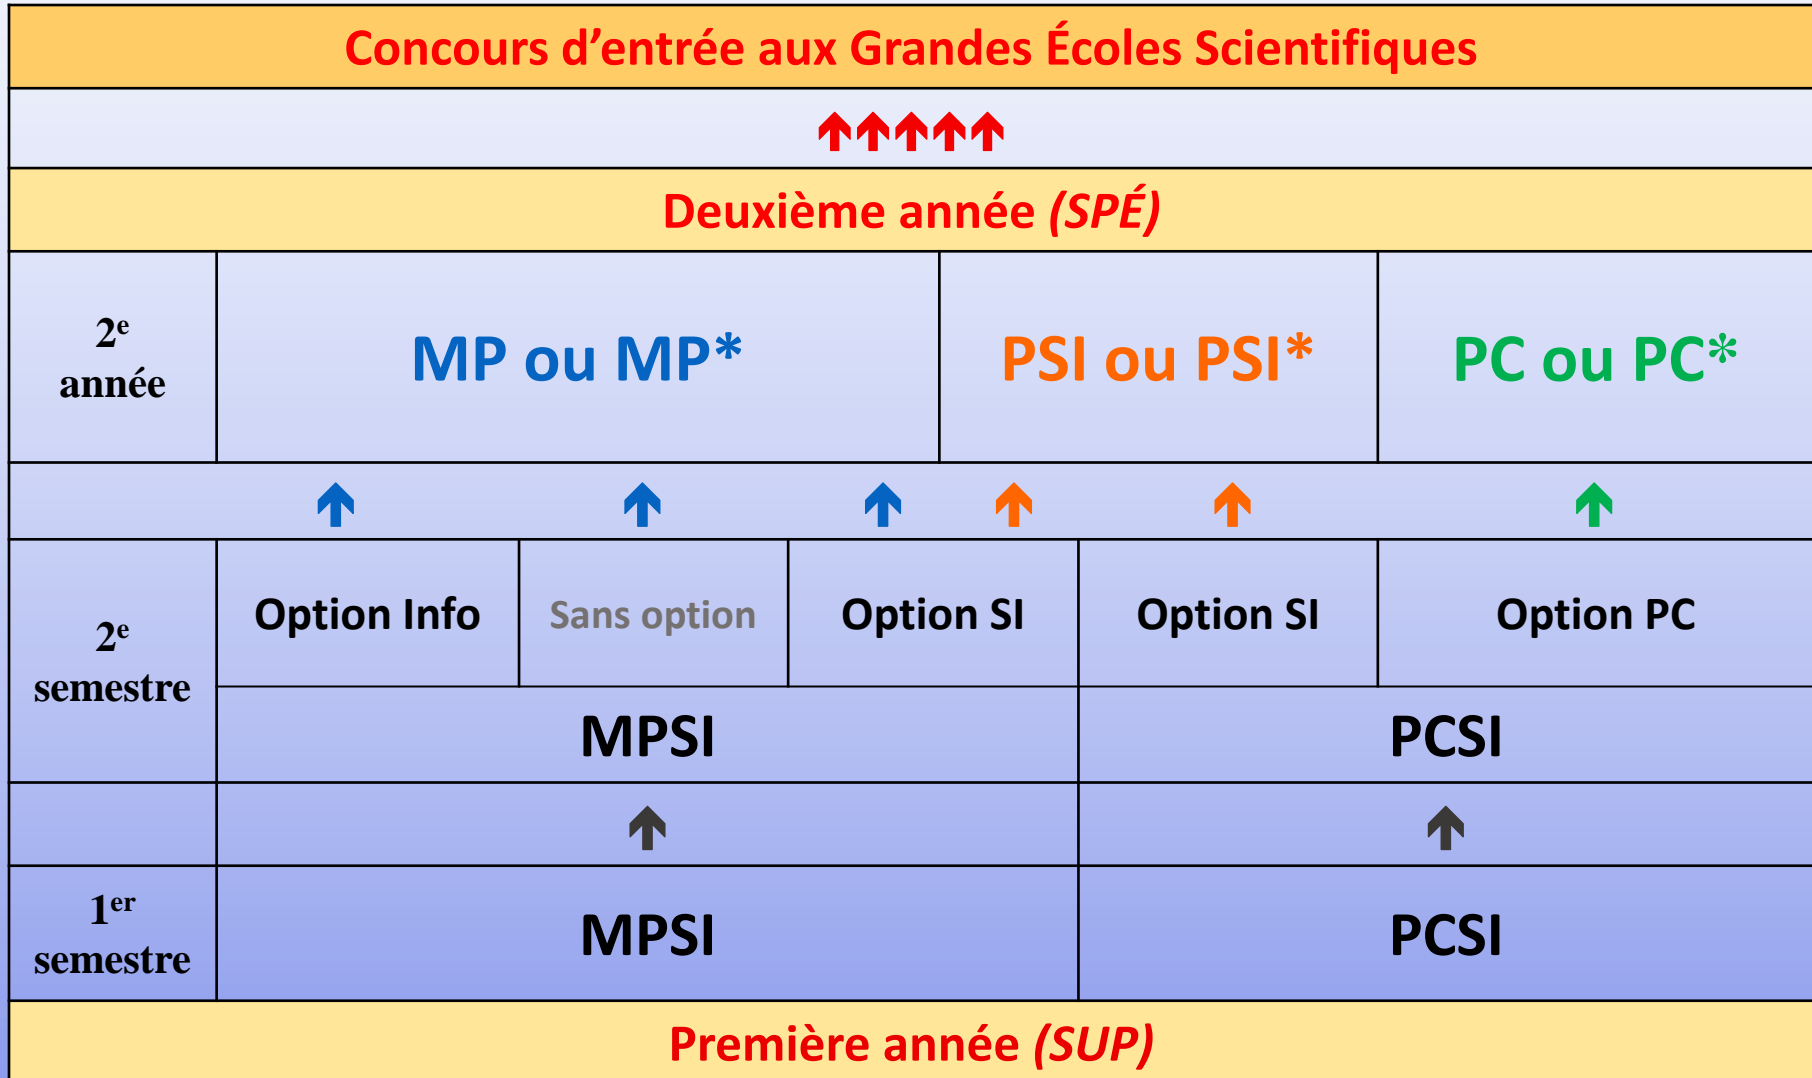 Concours d’entrée aux Grandes Écoles Scientifiques
Deuxième année (SPÉ)
2e
année
MP ou MP*
PSI ou PSI*
PC ou PC*
2e
semestre
Option Info
Sans option
Option SI
Option SI
Option PC
MPSI
PCSI
1er
semestre
MPSI
PCSI
Première année (SUP)